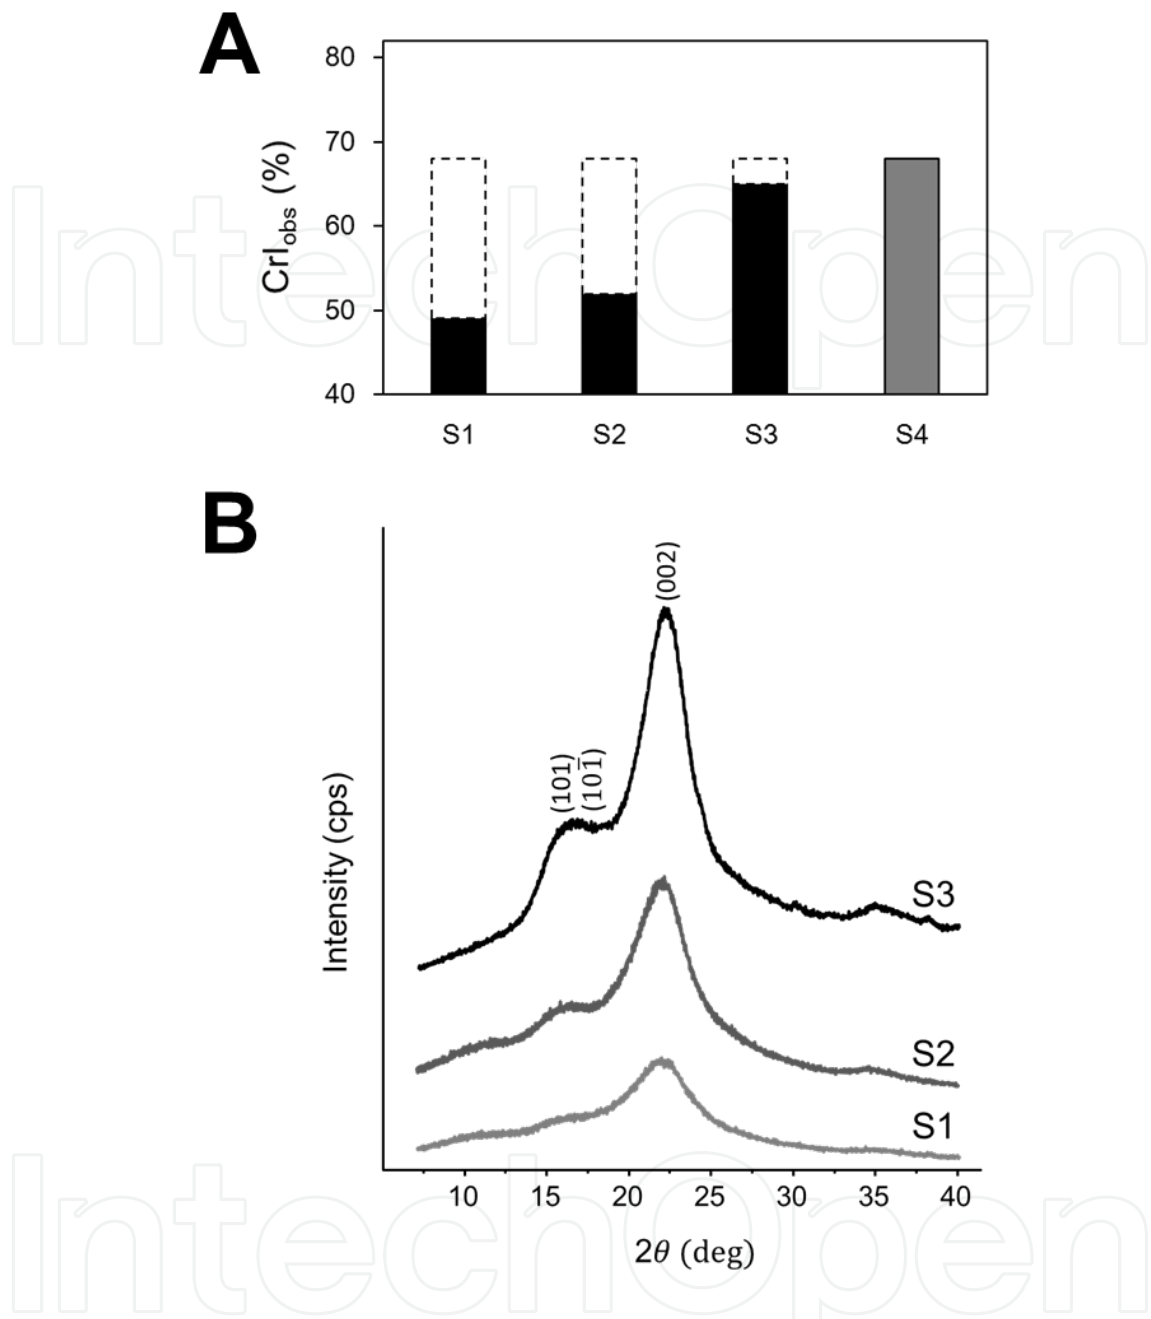 A
80
70
60
50
40
CrIobs (%)
S1 S2 S3 S4
IntechOpen
B
(002)
(101)
(101̅)
Intensity (cps)
S3
S2
S1
10 15 20 25 30 35 40
2θ (deg)
IntechOpen